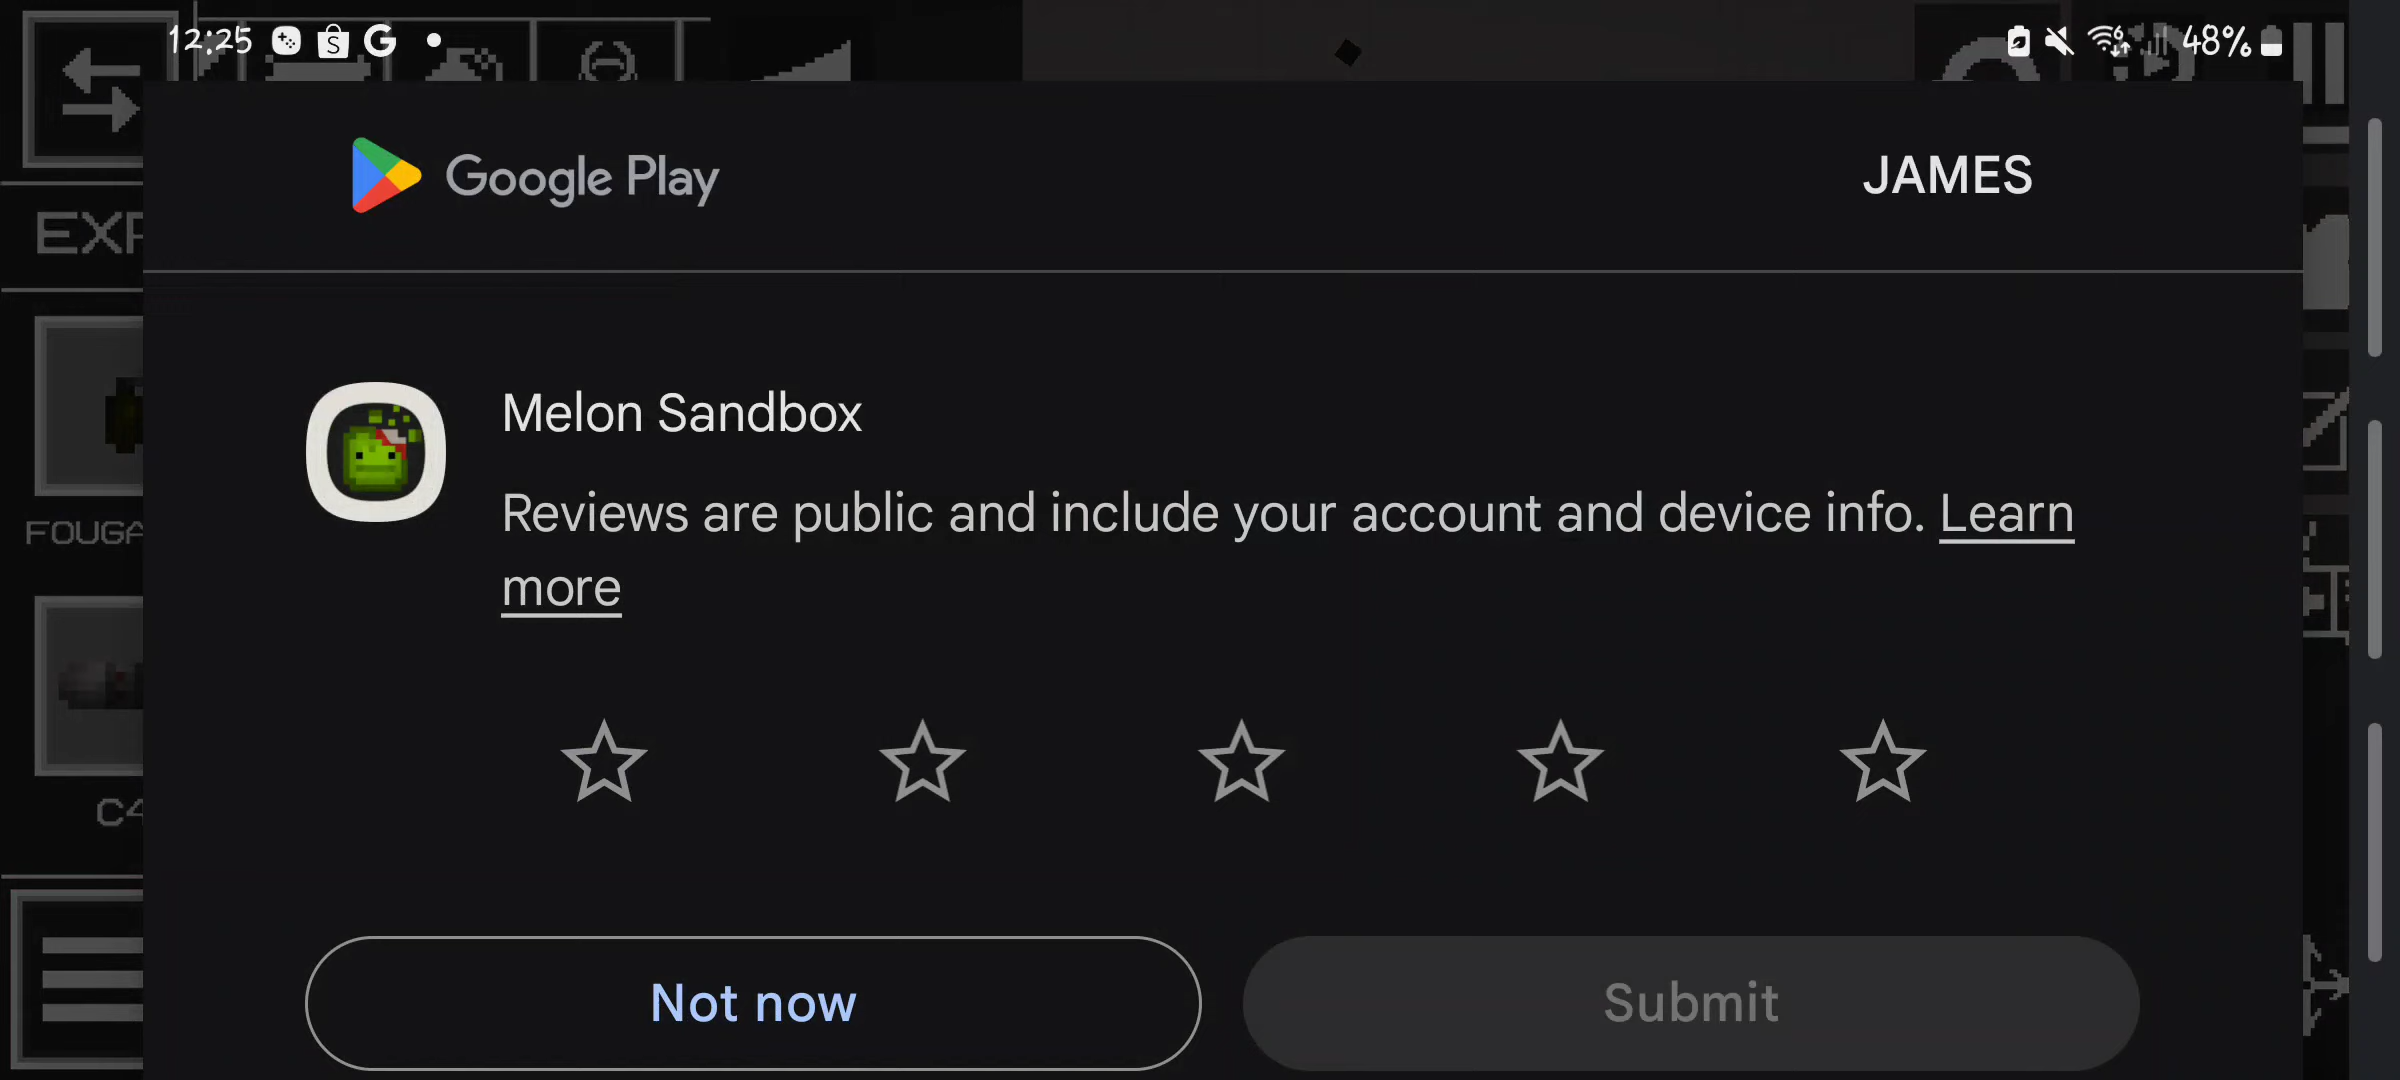 12:25
48%
Google Play
JAMES
EXP
Melon Sandbox
Reviews are public and include your account and device info. Learn
more
FOUGA
C4
Not now
Submit